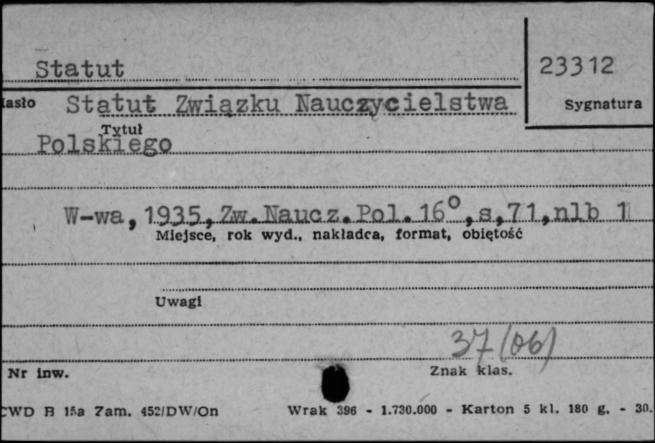 Statut
23312
asło Statut Związku Nauczycielstwa
Sygnatura
Tytuł
Polskiego
W-wa, 1935, Zw. Naucz. Pol. 16°, s, 71, nlb 1
Miejsce, rok wyd., nakładca, format, obiętość
Uwagi
37 (06)
Nr inw.
Znak klas.
CWD B 15a Zam. 452/DW/On Wrak 396 - 1.730.000 - Karton 5 kl. 180 g. - 30.